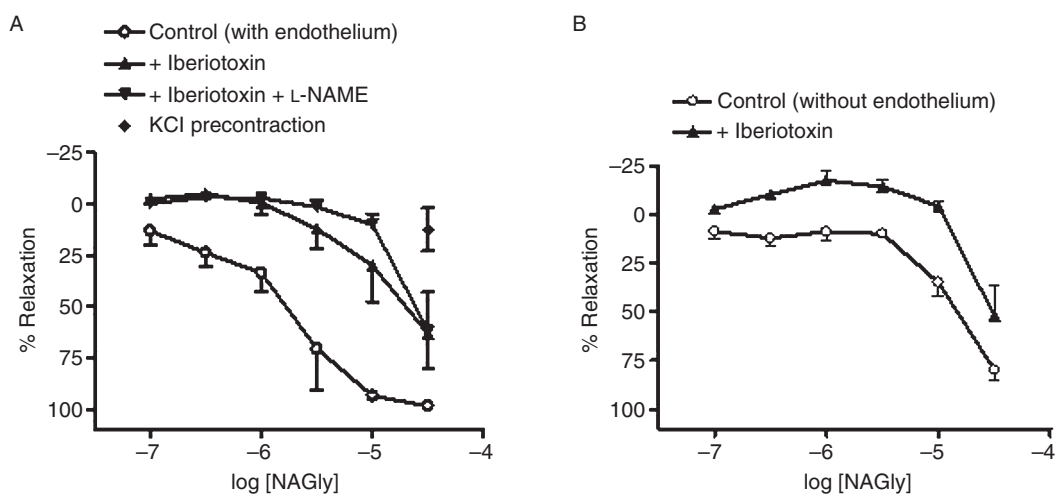 A
Control (with endothelium)
+ Iberiotoxin
+ Iberiotoxin + L-NAME
KCl precontraction
–25
0
25
50
75
100
% Relaxation
–7
–6
–5
–4
log [NAGly]
B
Control (without endothelium)
+ Iberiotoxin
–25
0
25
50
75
100
% Relaxation
–7
–6
–5
–4
log [NAGly]